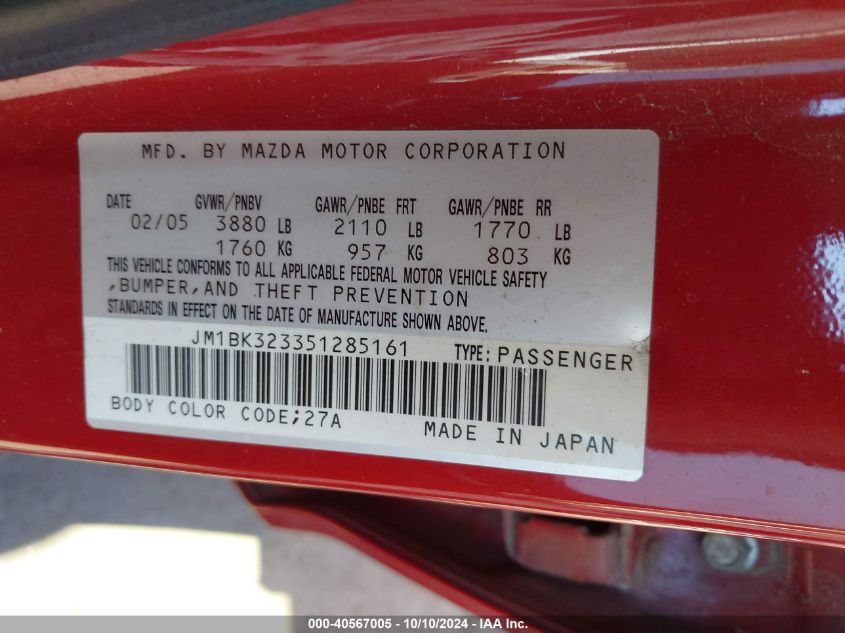 MFD. BY MAZDA MOTOR CORPORATION
DATE GVWR/PNBV GAWR/PNBE FRT GAWR/PNBE RR
02/05 3880 LB 2110 LB 1770 LB
1760 KG 957 KG 803 KG
THIS VEHICLE CONFORMS TO ALL APPLICABLE FEDERAL MOTOR VEHICLE SAFETY
,BUMPER,AND THEFT PREVENTION
STANDARDS IN EFFECT ON THE DATE OF MANUFACTURE SHOWN ABOVE.
JM1BK323351285161 TYPE: PASSENGER
BODY COLOR CODE;27A
MADE IN JAPAN
000-40567005 - 10/10/2024 - IAA Inc.